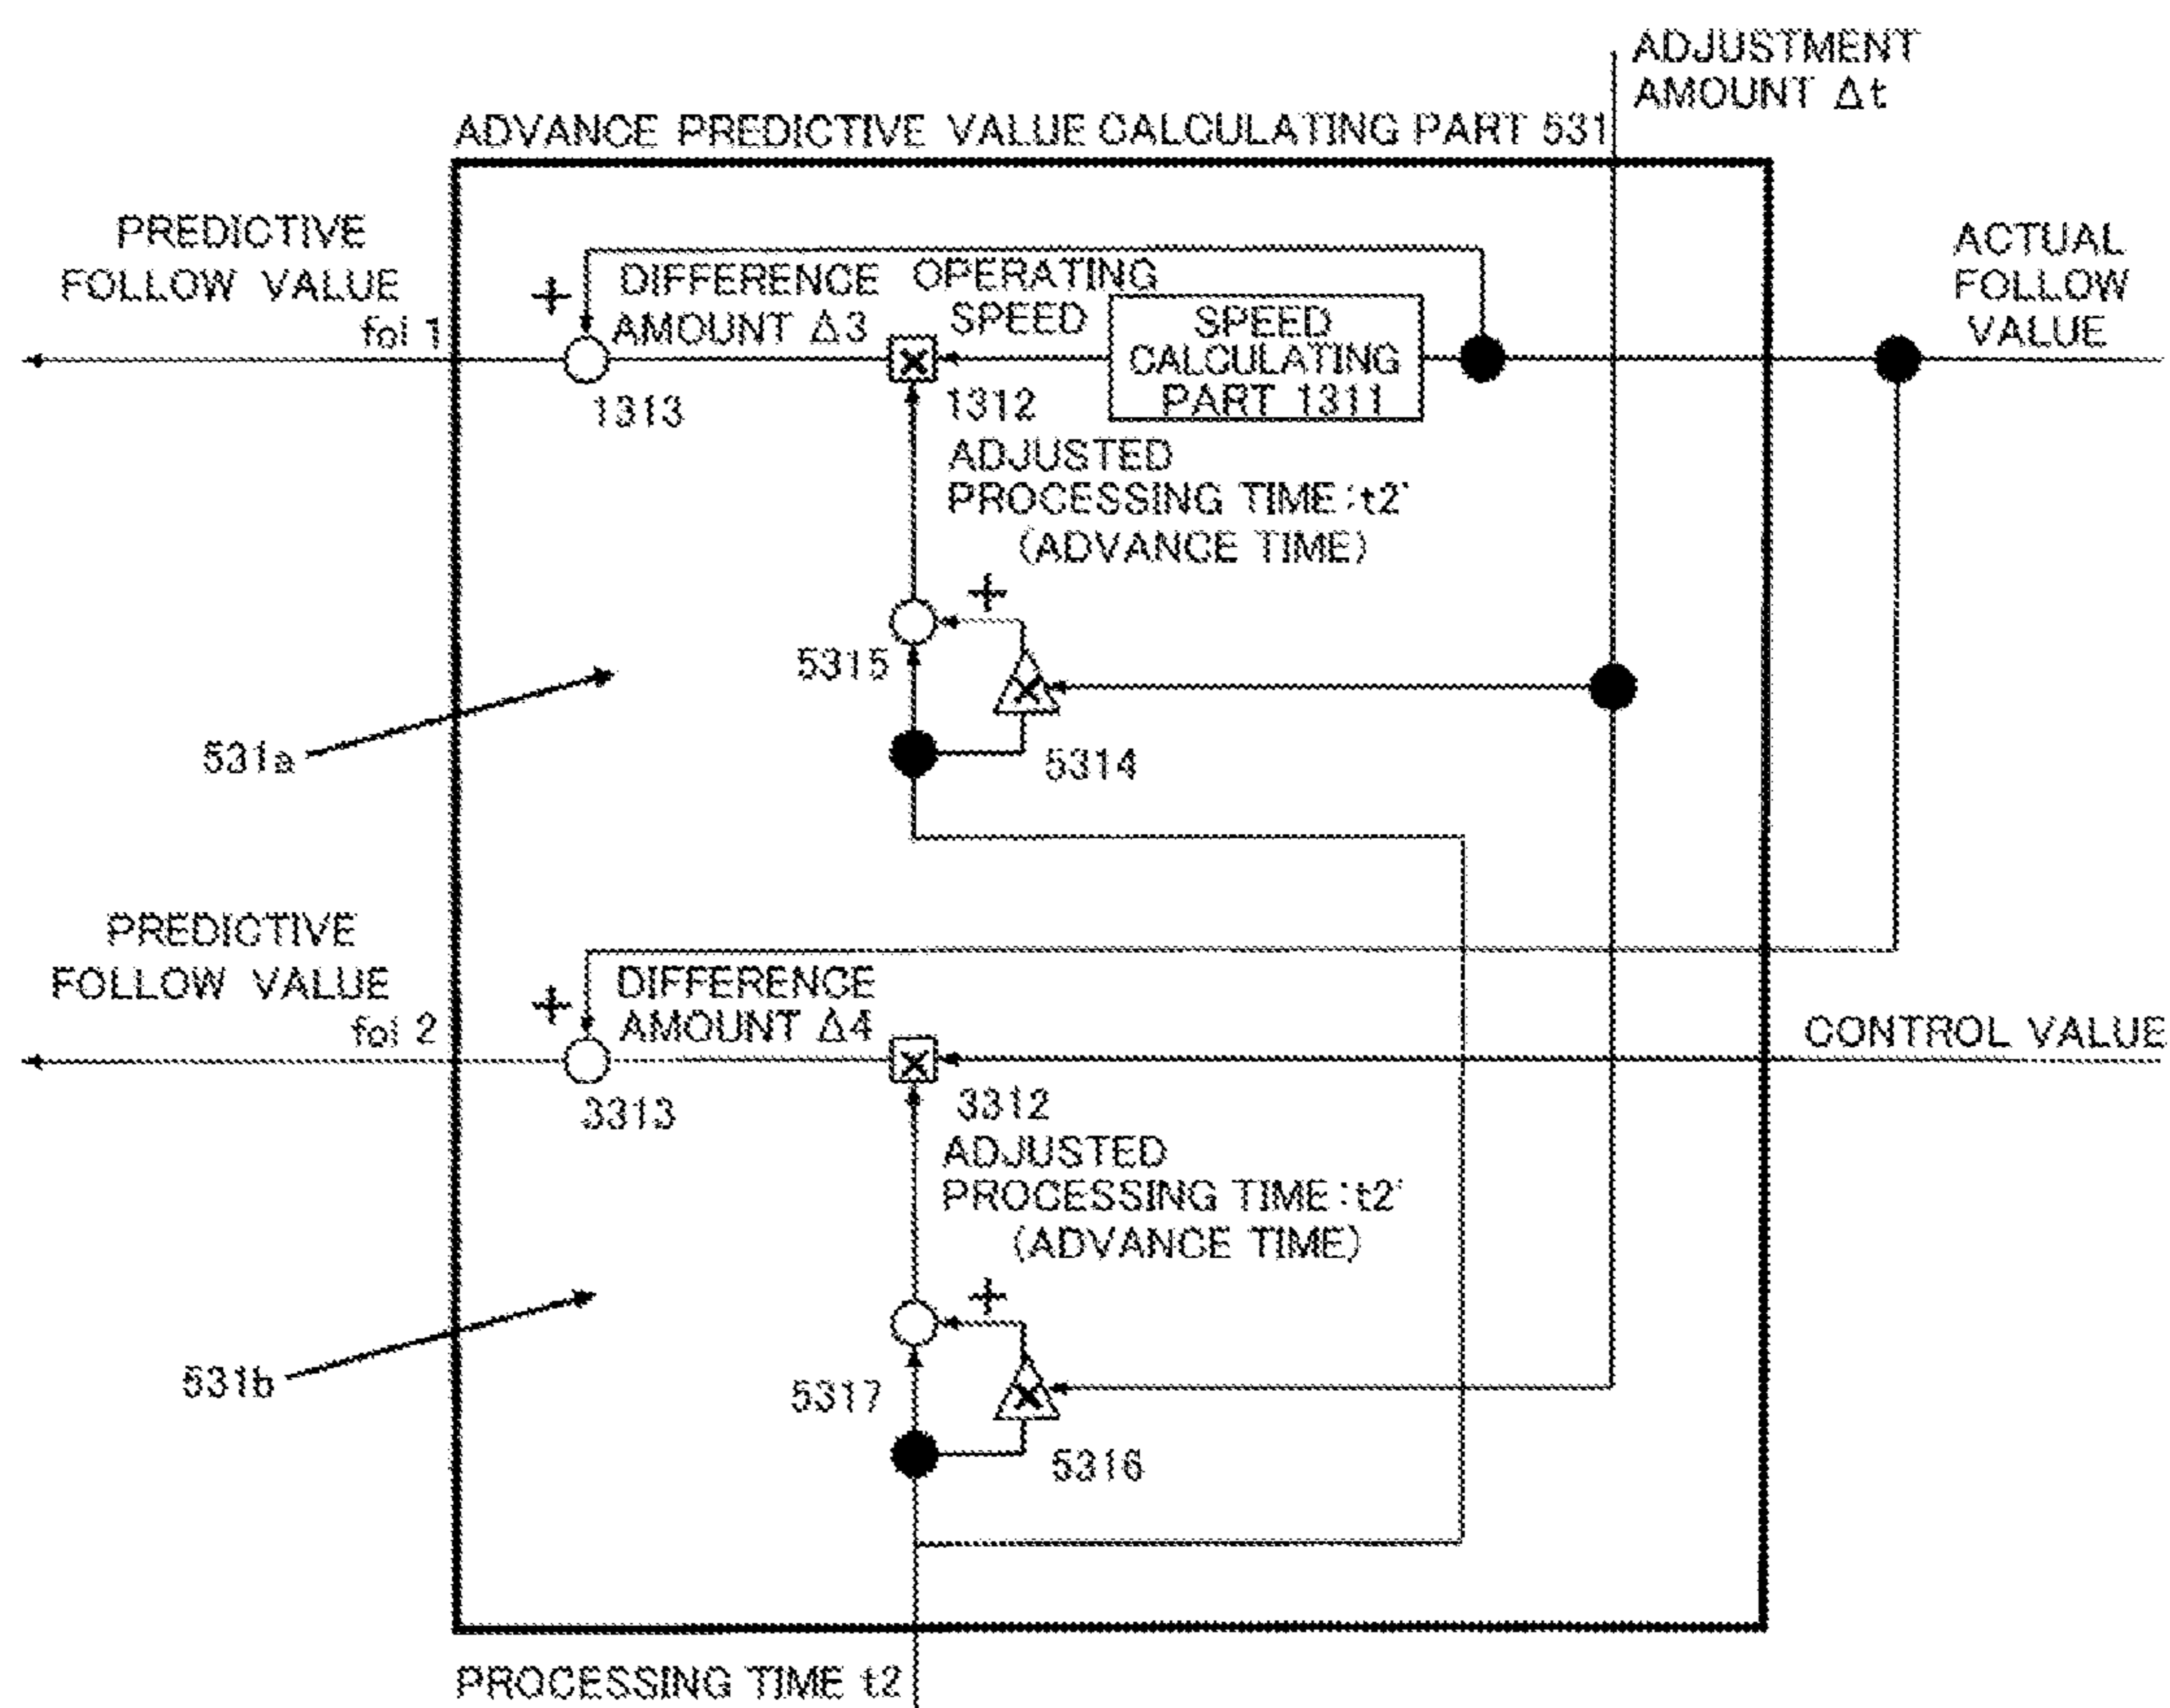 ADJUSTMENT
AMOUNT Δt
ADVANCE PREDICTIVE VALUE CALCULATING PART 531
PREDICTIVE
FOLLOW VALUE
fol 1
+
DIFFERENCE
AMOUNT Δ3
OPERATING
SPEED
SPEED
CALCULATING
PART 1311
ACTUAL
FOLLOW
VALUE
×
1313
1312
ADJUSTED
PROCESSING TIME:t2'
(ADVANCE TIME)
+
5315
×
531a
5314
PREDICTIVE
FOLLOW VALUE
fol 2
+
DIFFERENCE
AMOUNT Δ4
×
CONTROL VALUE
3313
3312
ADJUSTED
PROCESSING TIME:t2'
(ADVANCE TIME)
+
531b
5317
×
5316
PROCESSING TIME t2